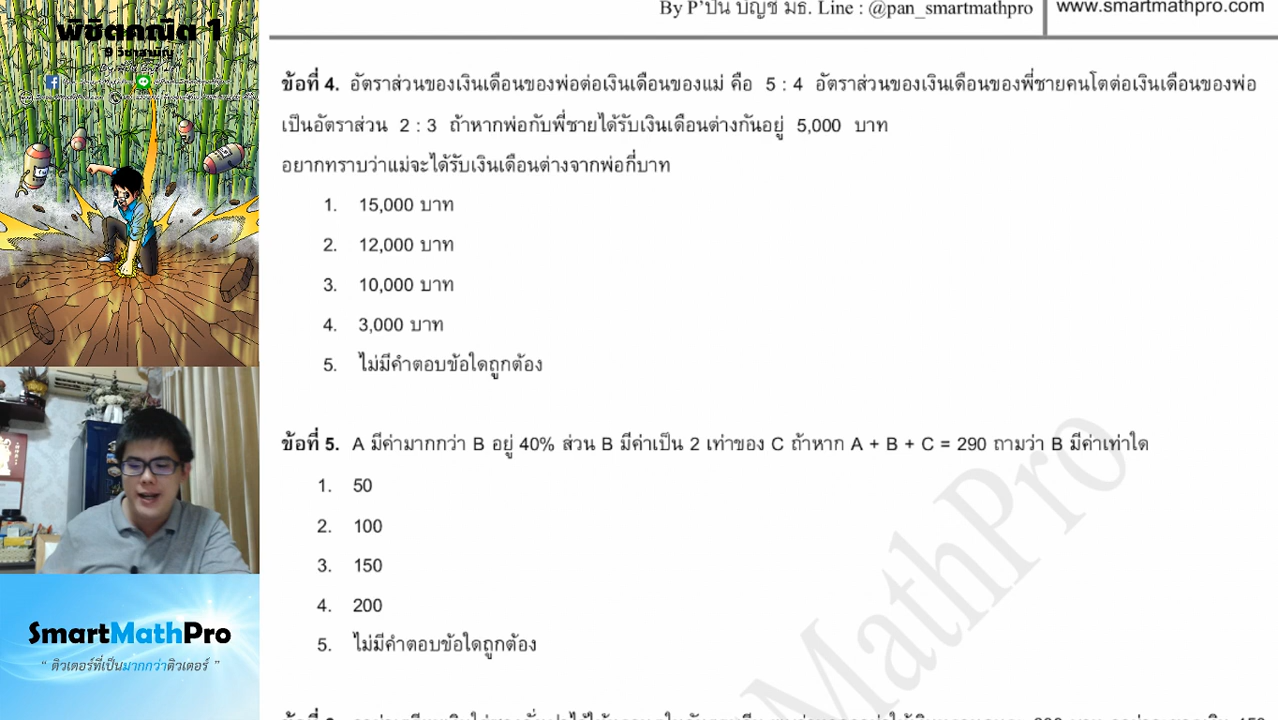 พิชิตคณิต 1
9 วิชาสามัญ
By P'ปั้น บัญชี มธ. Line : @pan_smartmathpro
www.smartmathpro.com
ข้อที่ 4. อัตราส่วนของเงินเดือนของพ่อต่อเงินเดือนของแม่ คือ 5 : 4 อัตราส่วนของเงินเดือนของพี่ชายคนโตต่อเงินเดือนของพ่อ
เป็นอัตราส่วน 2 : 3 ถ้าหากพ่อกับพี่ชายได้รับเงินเดือนต่างกันอยู่ 5,000 บาท
อยากทราบว่าแม่จะได้รับเงินเดือนต่างจากพ่อกี่บาท
1. 15,000 บาท
2. 12,000 บาท
3. 10,000 บาท
4. 3,000 บาท
5. ไม่มีคำตอบข้อใดถูกต้อง
ข้อที่ 5. A มีค่ามากกว่า B อยู่ 40% ส่วน B มีค่าเป็น 2 เท่าของ C ถ้าหาก A + B + C = 290 ถามว่า B มีค่าเท่าใด
1. 50
2. 100
3. 150
4. 200
5. ไม่มีคำตอบข้อใดถูกต้อง
MathPro
SmartMathPro
“ ติวเตอร์ที่เป็นมากกว่าติวเตอร์ ”